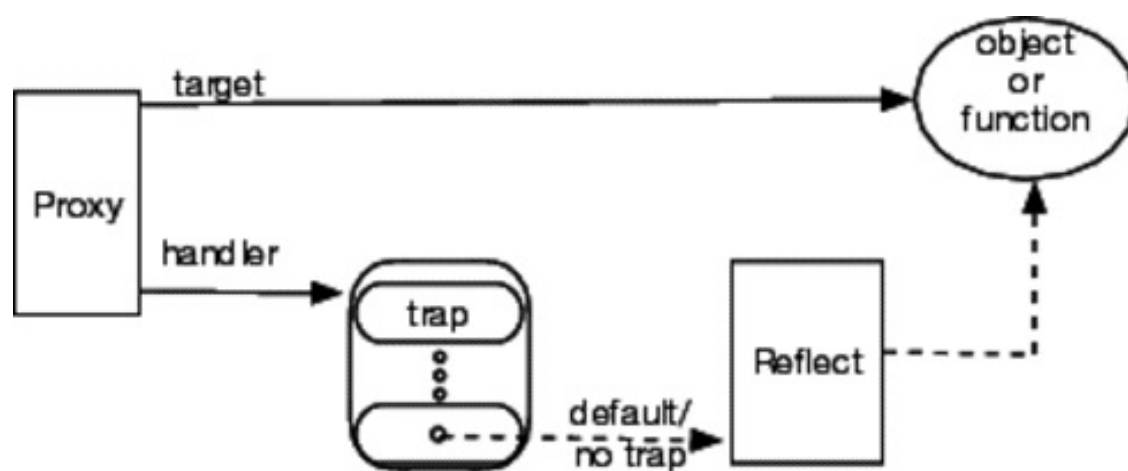 target
object
or
function
Proxy
handler
trap
Reflect
default/
no trap